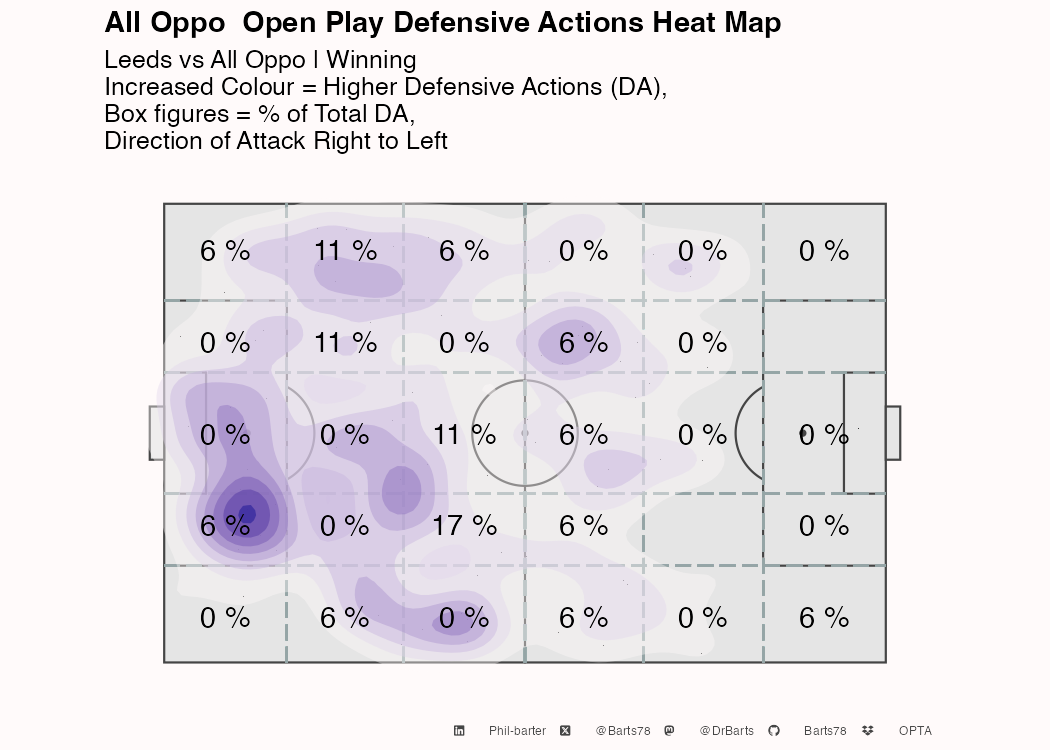 All Oppo  Open Play Defensive Actions Heat Map
Leeds vs All Oppo | Winning
Increased Colour = Higher Defensive Actions (DA),
Box figures = % of Total DA,
Direction of Attack Right to Left
6 % 11 % 6 % 0 % 0 % 0 %
0 % 11 % 0 % 6 % 0 %
0 % 0 % 11 % 6 % 0 % 0 %
6 % 0 % 17 % 6 % 0 %
0 % 6 % 0 % 6 % 0 % 6 %
Phil-barter @Barts78 @DrBarts Barts78 OPTA